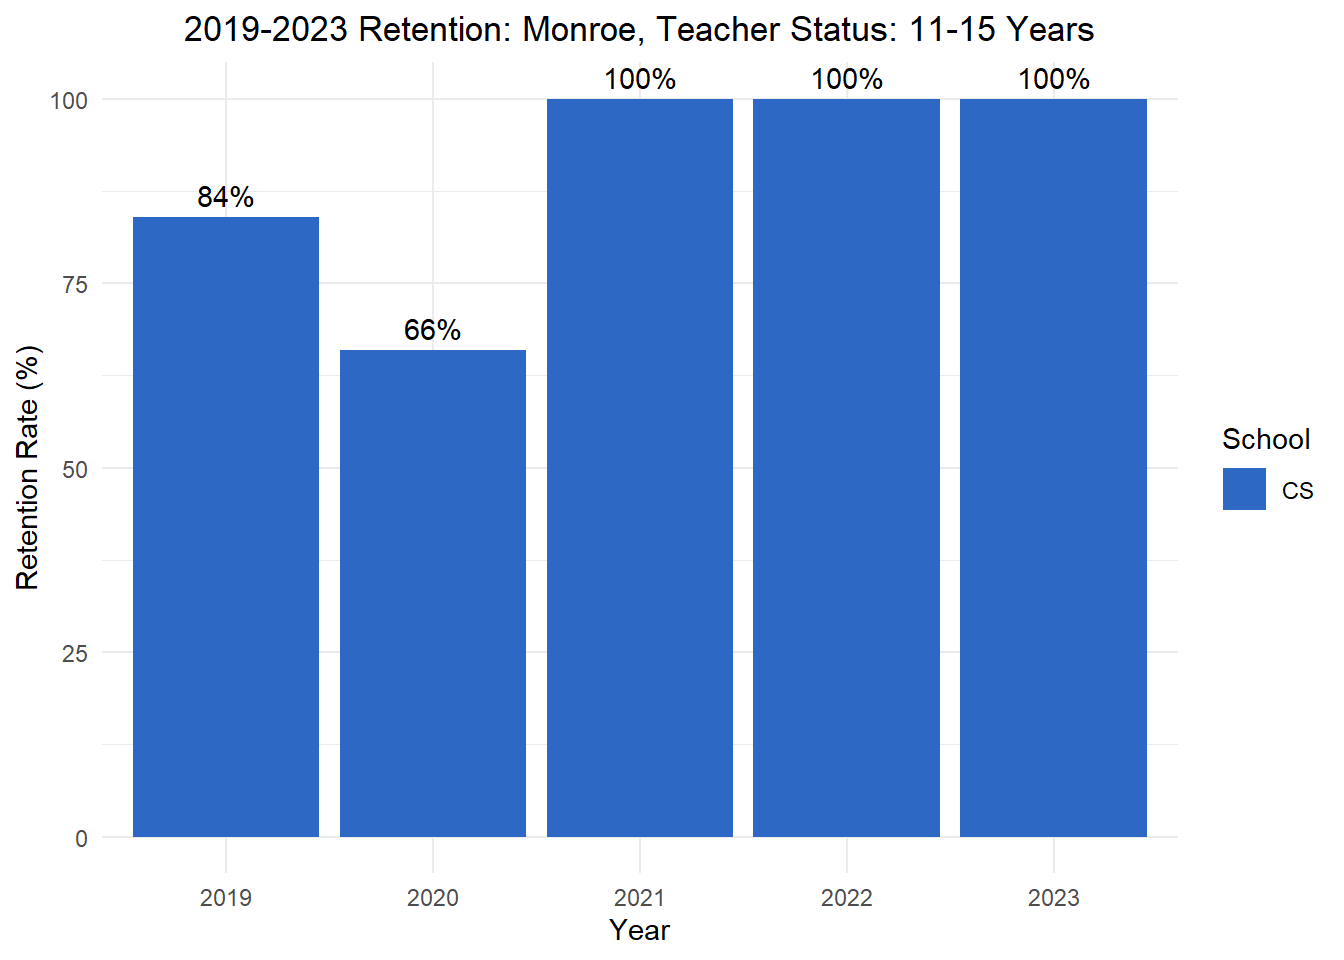 2019-2023 Retention: Monroe, Teacher Status: 11-15 Years
100% 100% 100%
84%
66%
100
75
50
25
0
Retention Rate (%)
2019 2020 2021 2022 2023
Year
School
CS